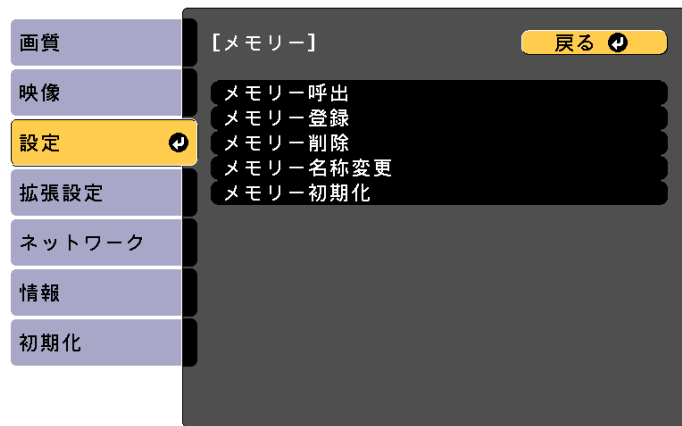 画質
映像
設定
拡張設定
ネットワーク
情報
初期化
[メモリー]
戻る
メモリー呼出
メモリー登録
メモリー削除
メモリー名称変更
メモリー初期化